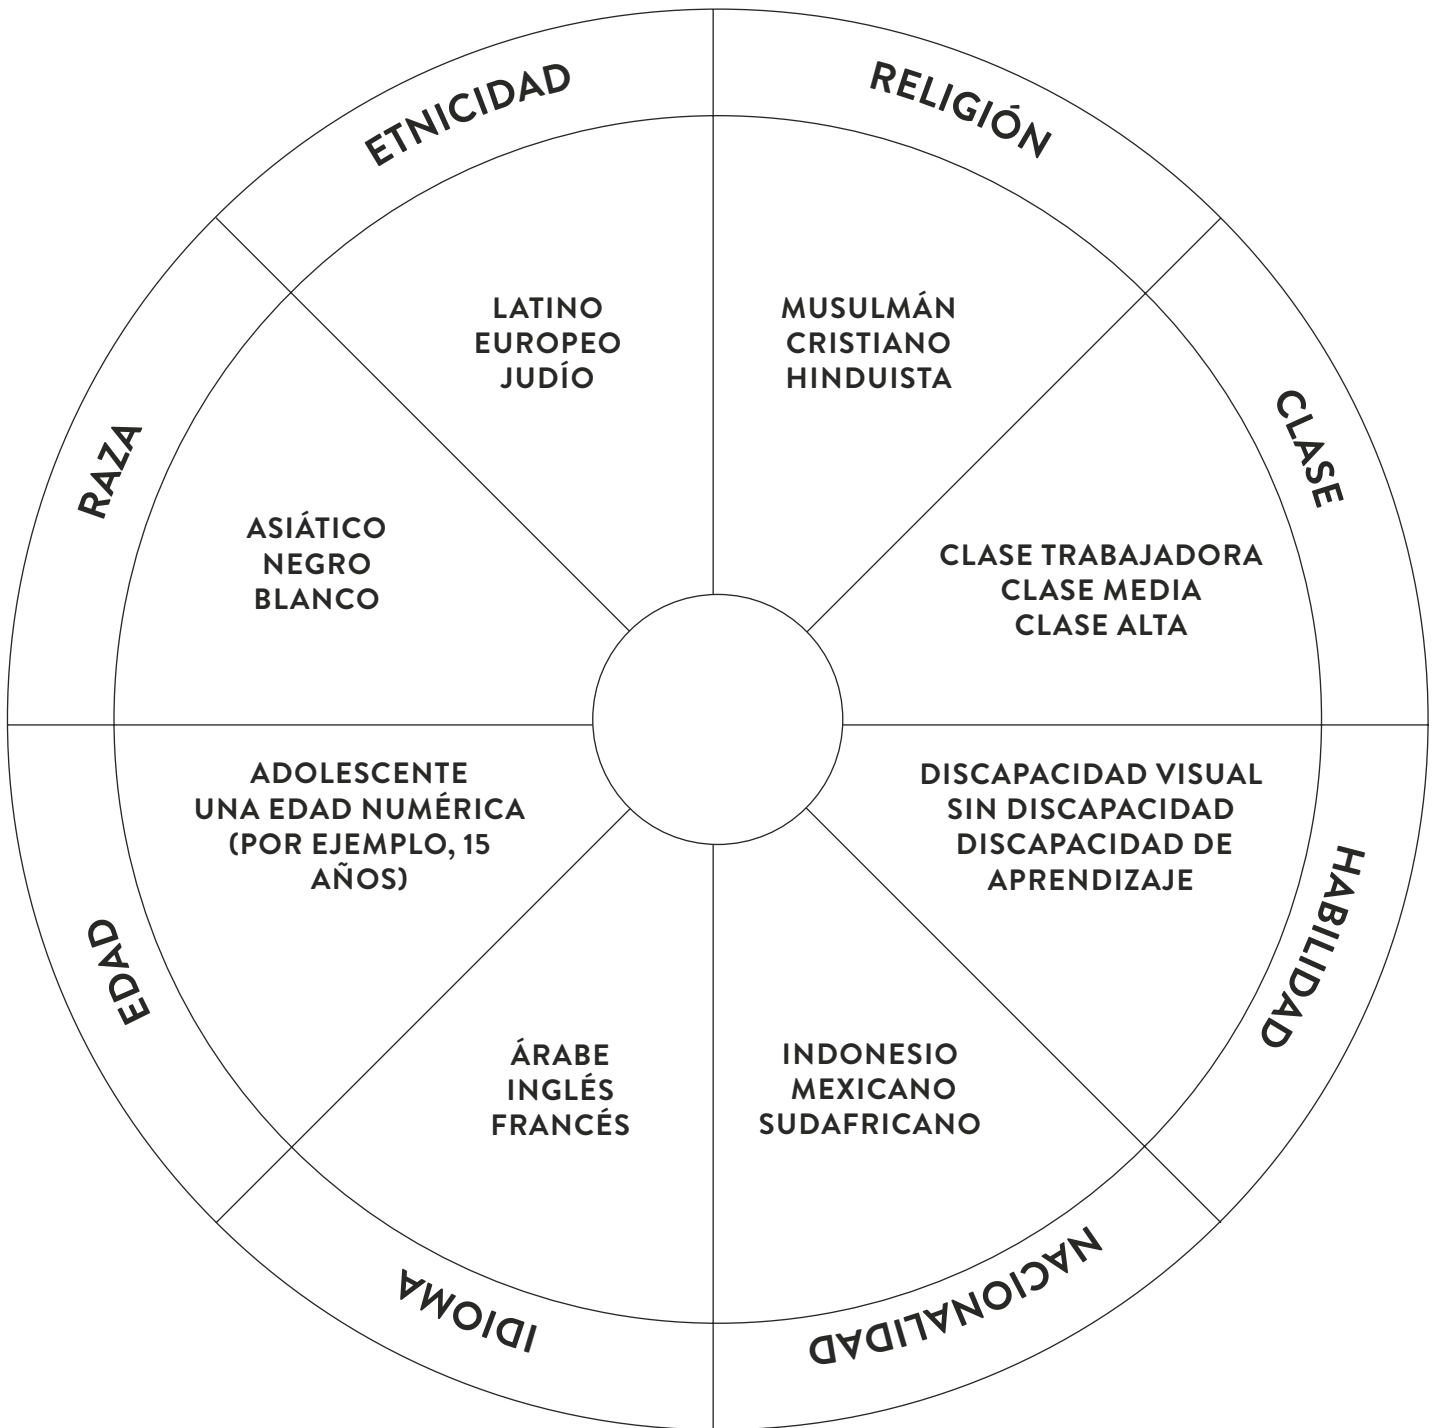 ETNICIDAD
RELIGIÓN
LATINO
EUROPEO
JUDÍO
MUSULMÁN
CRISTIANO
HINDUISTA
RAZA
CLASE
ASIÁTICO
NEGRO
BLANCO
CLASE TRABAJADORA
CLASE MEDIA
CLASE ALTA
ADOLESCENTE
UNA EDAD NUMÉRICA
(POR EJEMPLO, 15
AÑOS)
DISCAPACIDAD VISUAL
SIN DISCAPACIDAD
DISCAPACIDAD DE
APRENDIZAJE
EDAD
HABILIDAD
ÁRABE
INGLÉS
FRANCÉS
INDONESIO
MEXICANO
SUDAFRICANO
IDIOMA
NACIONALIDAD